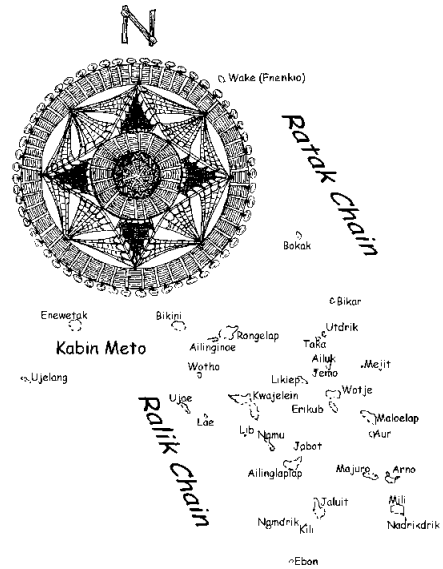 N
Wake (Enenkio)
Ratak Chain
Bokak
Bikar
Enewetak
Bikini
Utdrik
Rongelap
Taka
Ailinginae
Kabin Meto
Ailuk
Wotho
Jemo
Mejit
Ujelang
Likiep
Ujae
Kwajelein
Wotje
Erikub
Lae
Maloelap
Ralik Chain
Lib
Namu
Aur
Jabot
Ailinglaplap
Majuro
Arno
Jaluit
Mili
Namdrik
Kili
Nadrikdrik
Ebon